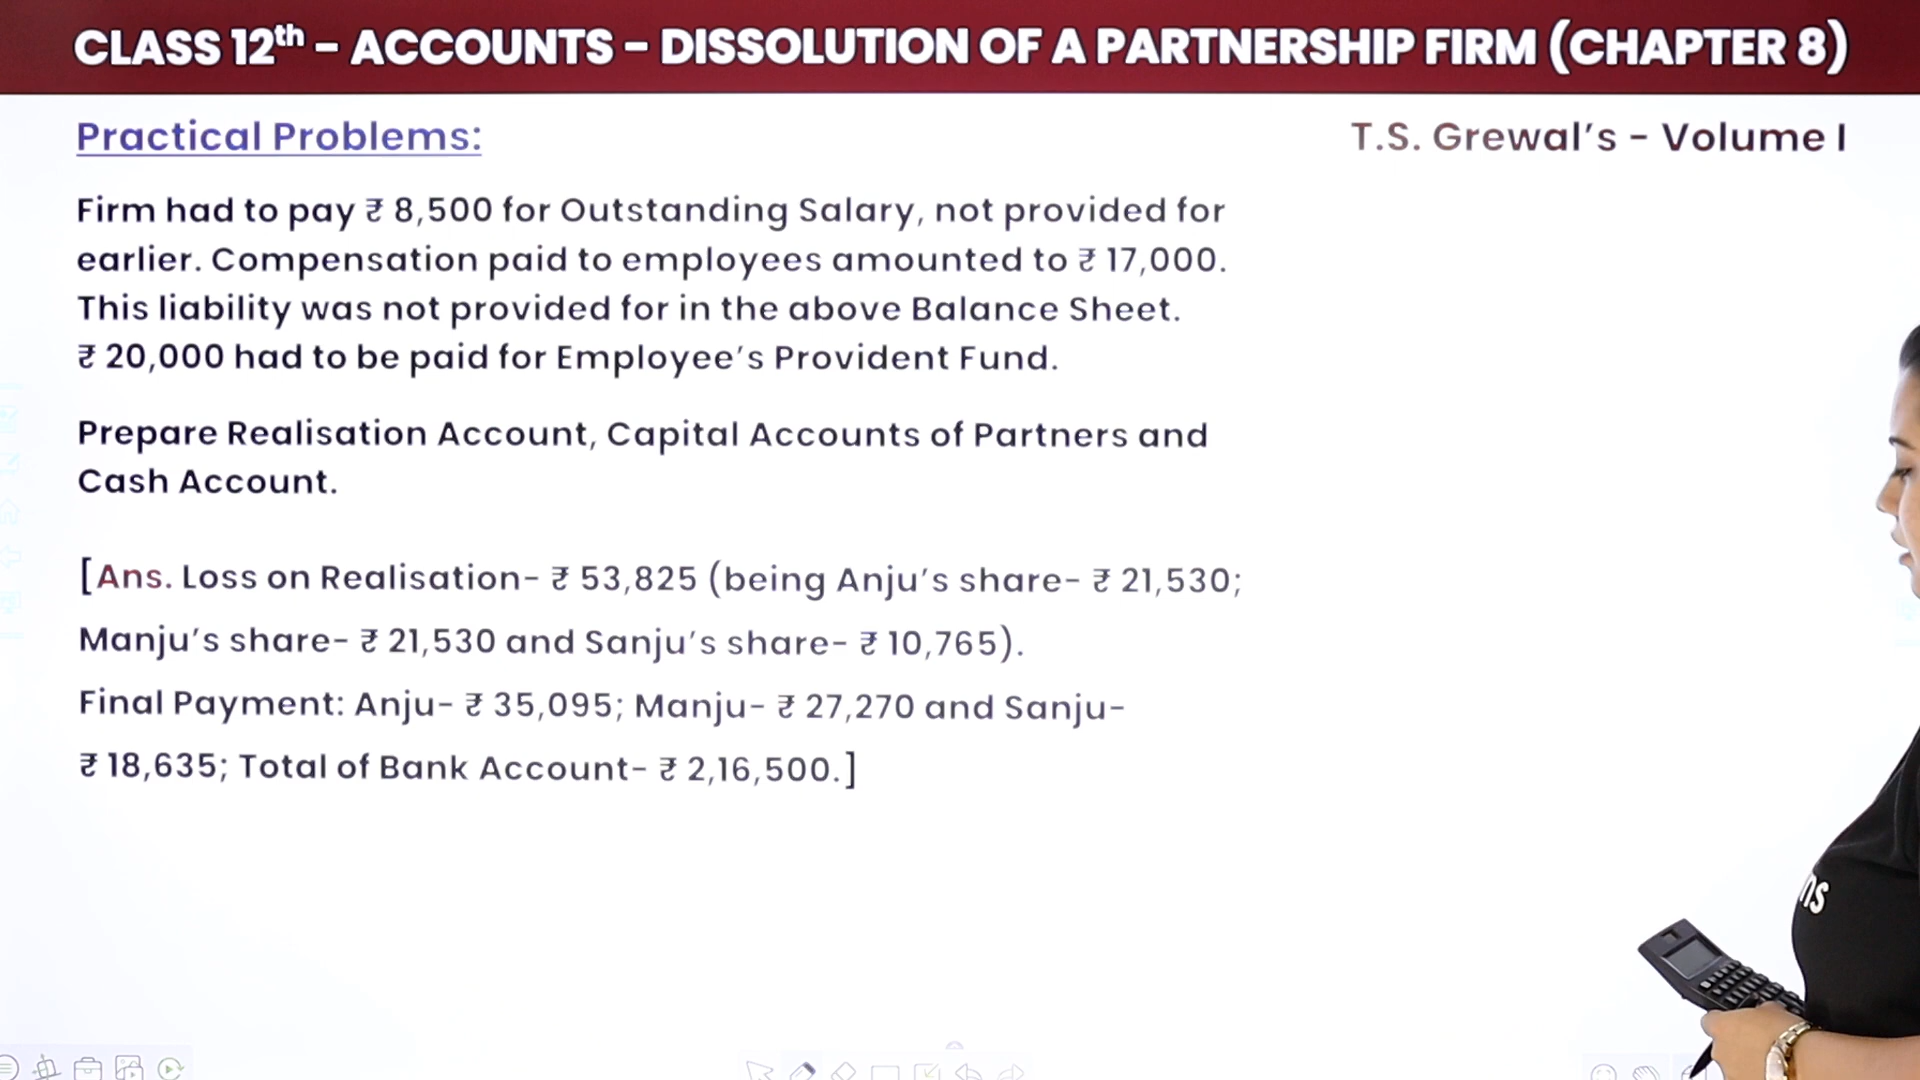 CLASS 12th - ACCOUNTS - DISSOLUTION OF A PARTNERSHIP FIRM (CHAPTER 8)
Practical Problems:
T.S. Grewal's - Volume I
Firm had to pay ₹ 8,500 for Outstanding Salary, not provided for
earlier. Compensation paid to employees amounted to ₹ 17,000.
This liability was not provided for in the above Balance Sheet.
₹ 20,000 had to be paid for Employee's Provident Fund.
Prepare Realisation Account, Capital Accounts of Partners and
Cash Account.
[Ans. Loss on Realisation- ₹ 53,825 (being Anju's share- ₹ 21,530;
Manju's share- ₹ 21,530 and Sanju's share- ₹ 10,765).
Final Payment: Anju- ₹ 35,095; Manju- ₹ 27,270 and Sanju-
₹ 18,635; Total of Bank Account- ₹ 2,16,500.]